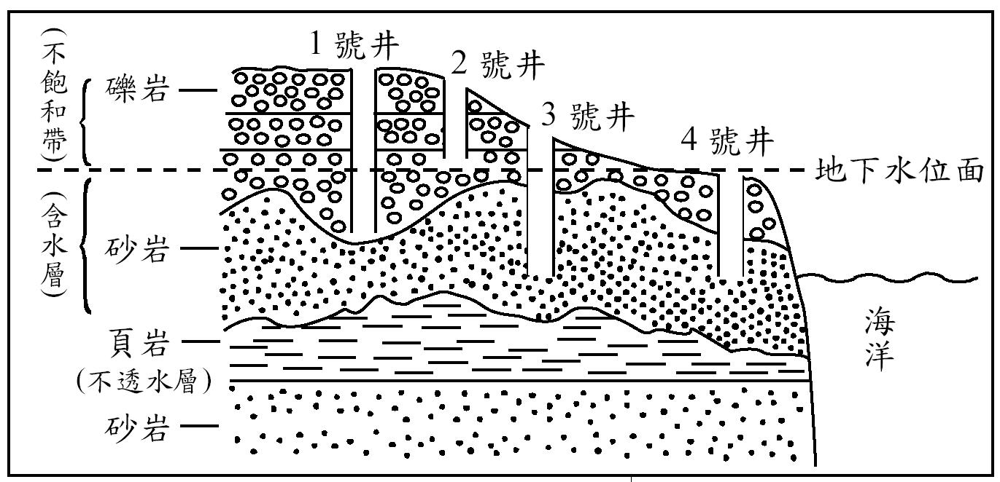 1 號井
2 號井
3 號井
4 號井
(不飽和帶)
礫岩
地下水位面
(含水層)
砂岩
海洋
頁岩
(不透水層)
砂岩